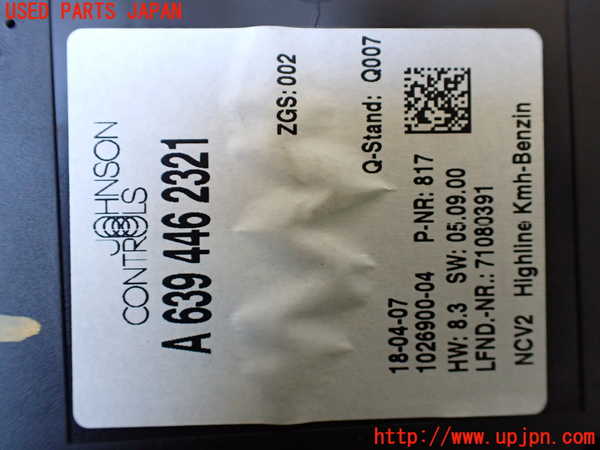 USED PARTS JAPAN
JOHNSON
CONTROLS
A 639 446 2321
ZGS: 002
Q-Stand: Q007
18-04-07
1026900-04 P-NR: 817
HW: 8.3 SW: 05.09.00
LFND.-NR.: 71080391
NCV2 Highline Kmh-Benzin
http://www.upjpn.com